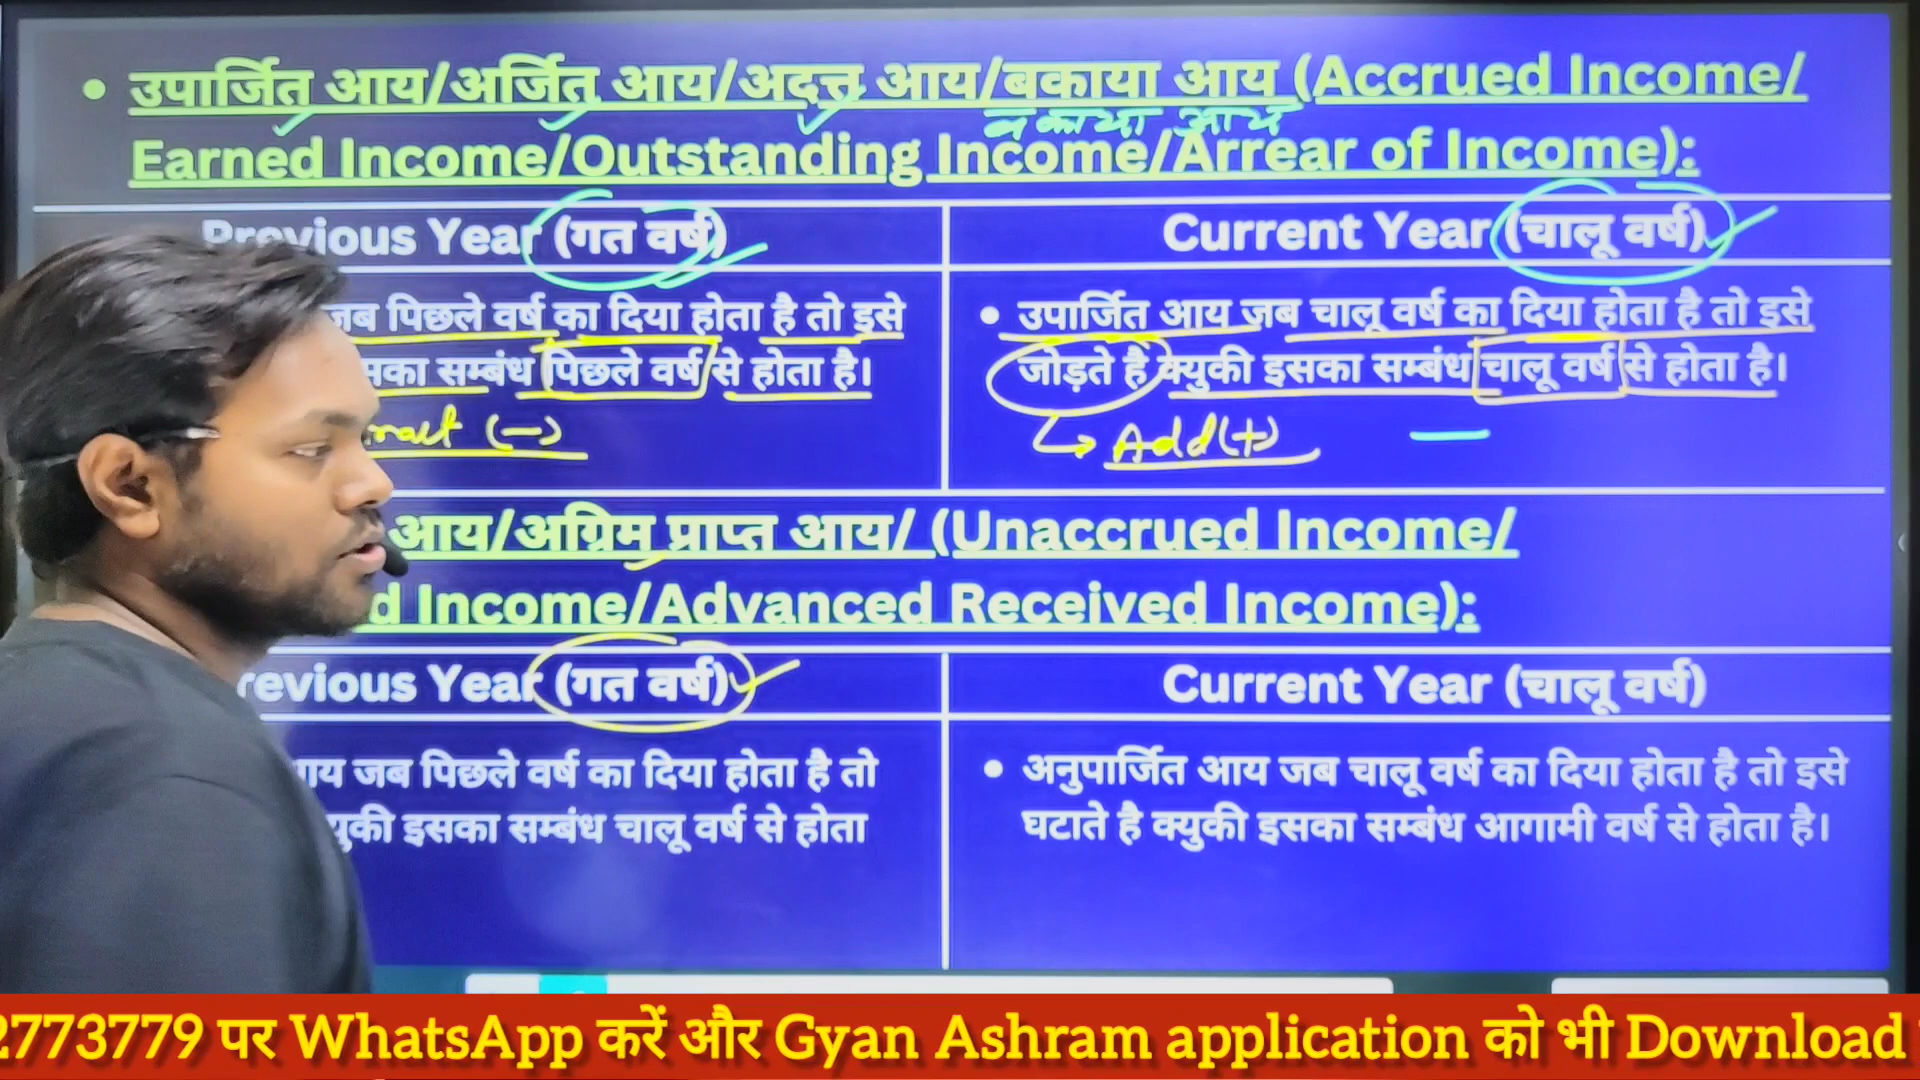 • उपार्जित आय/अर्जित आय/अदत्त आय/बकाया आय (Accrued Income/
बकाया आय
Earned Income/Outstanding Income/Arrear of Income):
Previous Year (गत वर्ष)
Current Year (चालू वर्ष)
जब पिछले वर्ष का दिया होता है तो इसे
सम्बंध पिछले वर्ष से होता है।
(-)
• उपार्जित आय जब चालू वर्ष का दिया होता है तो इसे
जोड़ते हैं क्युकी इसका सम्बंध चालू वर्ष से होता है।
Add(+)
आय/अग्रिम प्राप्त आय/ (Unaccrued Income/
Income/Advanced Received Income):
Previous Year (गत वर्ष)
Current Year (चालू वर्ष)
जब पिछले वर्ष का दिया होता है तो
इसका सम्बंध चालू वर्ष से होता
• अनुपार्जित आय जब चालू वर्ष का दिया होता है तो इसे
घटाते है क्युकी इसका सम्बंध आगामी वर्ष से होता है।
2773779 पर WhatsApp करें और Gyan Ashram application को भी Download